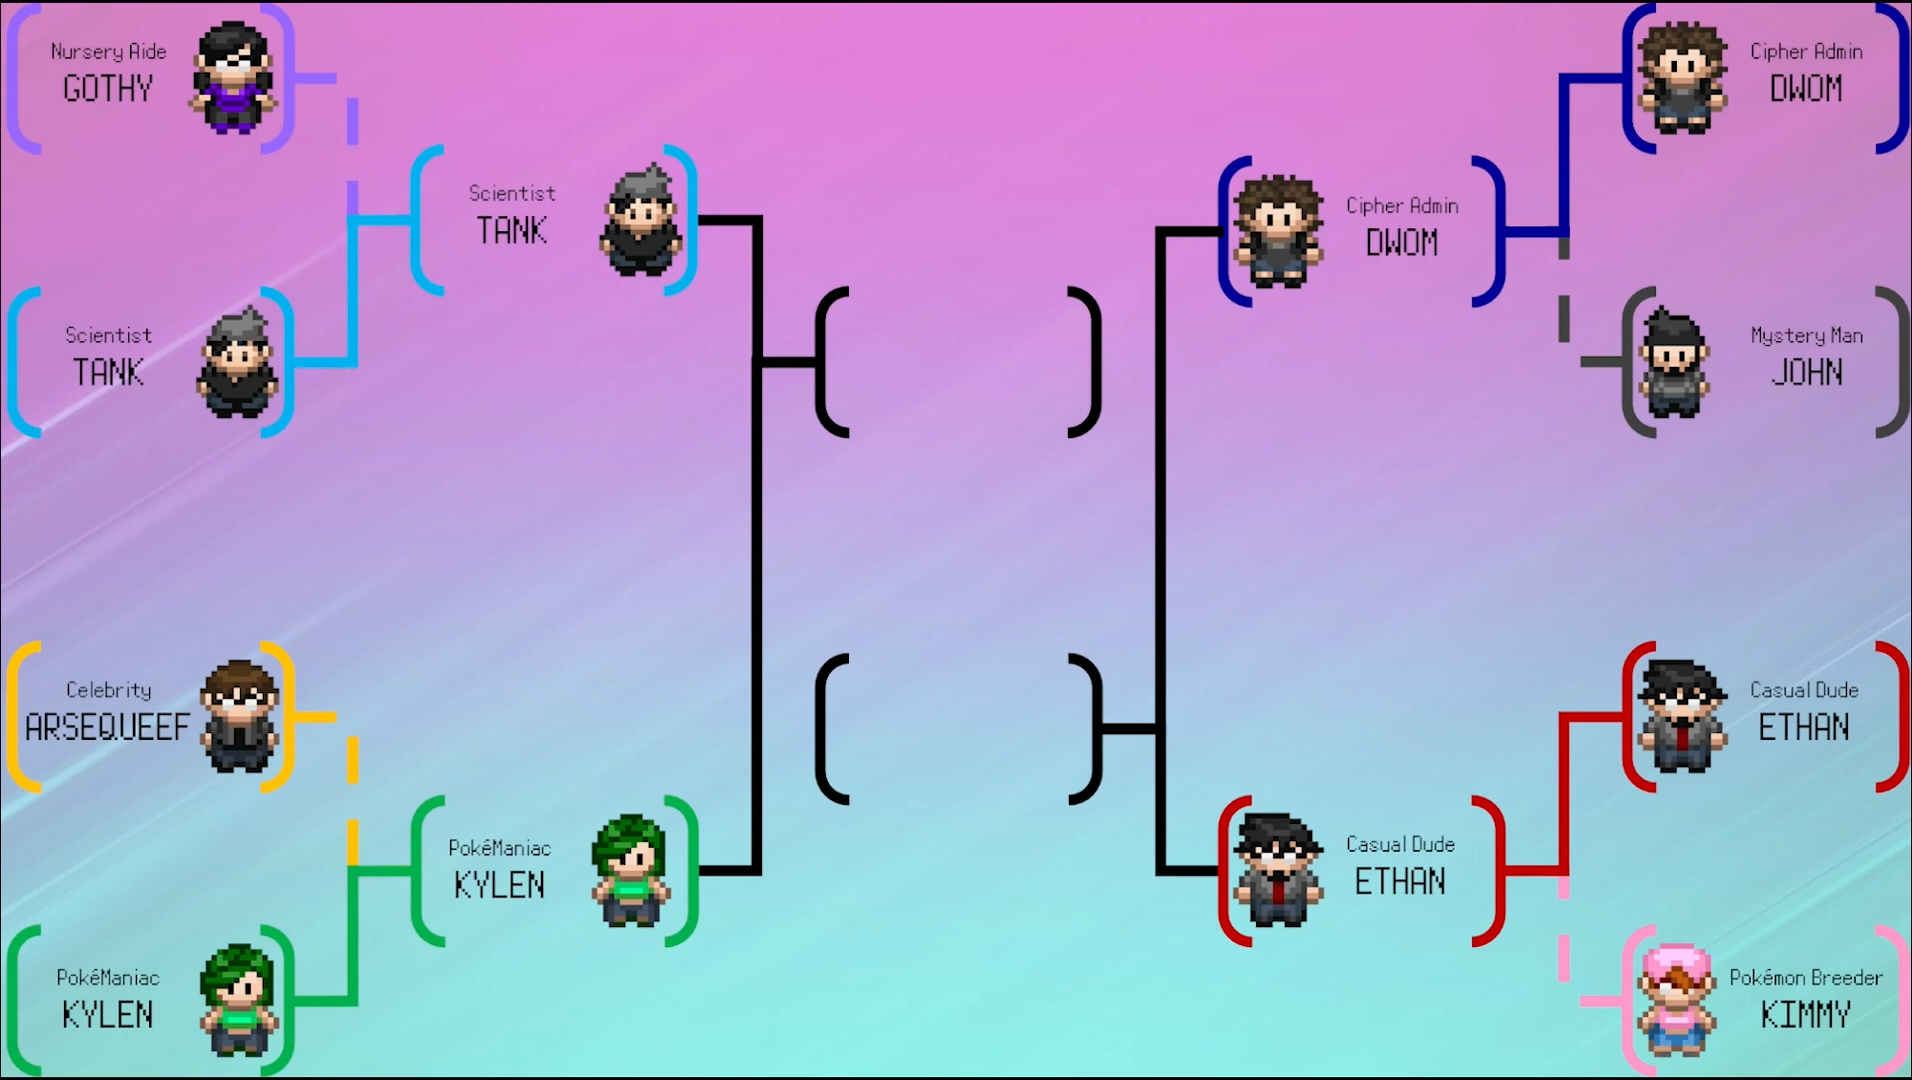 Nursery Aide
GOTHY
Scientist
TANK
Celebrity
ARSEQUEEF
PokéManiac
KYLEN
Scientist
TANK
PokéManiac
KYLEN
Cipher Admin
DWOM
Casual Dude
ETHAN
Cipher Admin
DWOM
Mystery Man
JOHN
Casual Dude
ETHAN
Pokémon Breeder
KIMMY